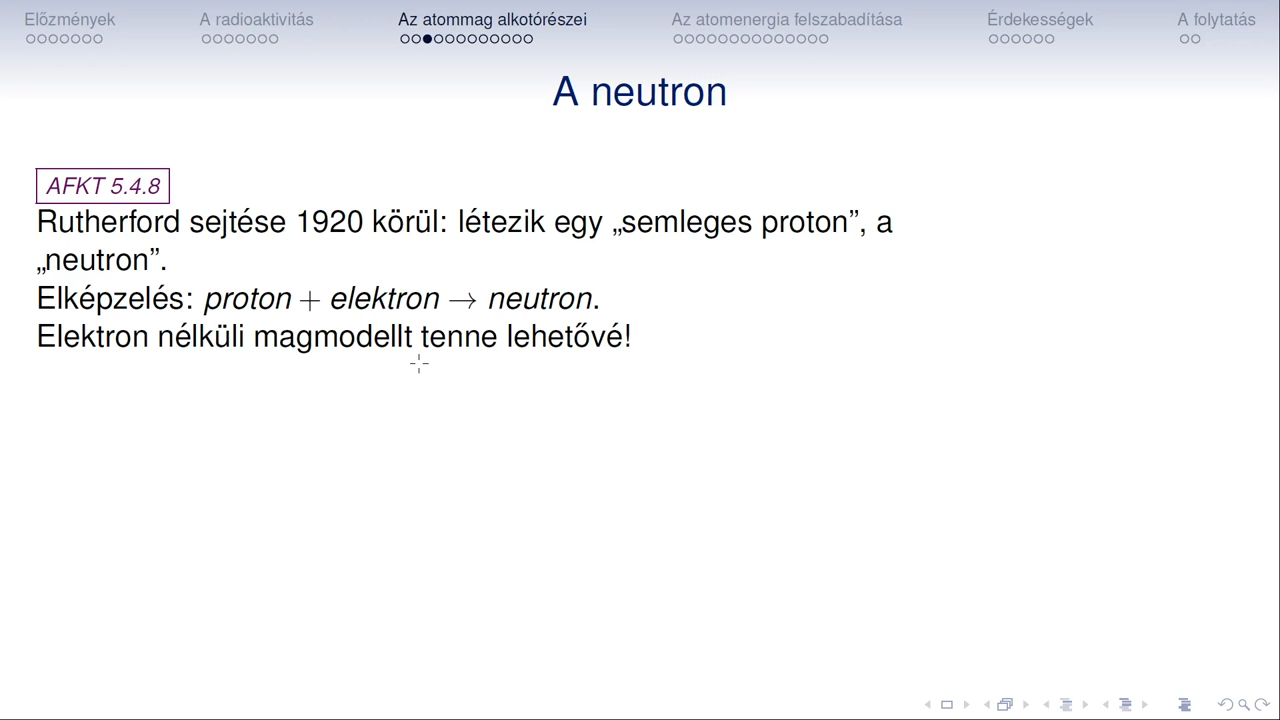 Előzmények
A radioaktivitás
Az atommag alkotórészei
Az atomenergia felszabadítása
Érdekességek
A folytatás
A neutron
AFKT 5.4.8
Rutherford sejtése 1920 körül: létezik egy „semleges proton”, a
„neutron”.
Elképzelés: proton + elektron → neutron.
Elektron nélküli magmodellt tenne lehetővé!